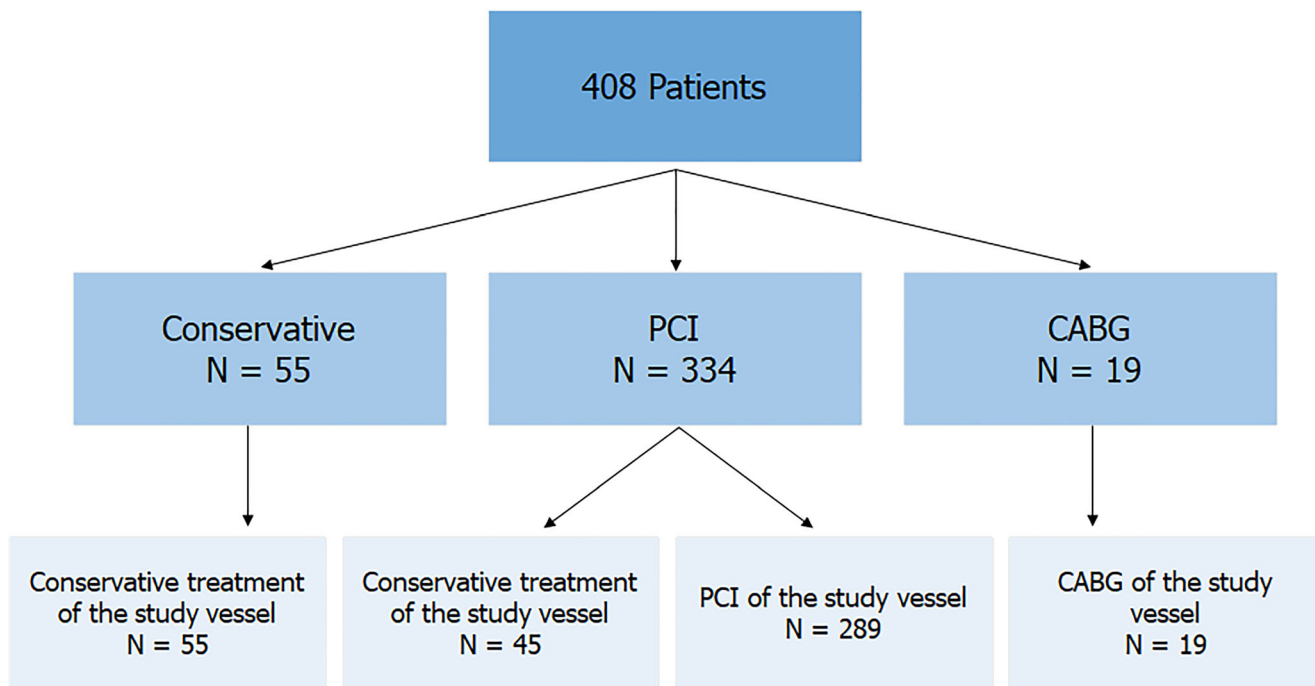 408 Patients
Conservative
N = 55
PCI
N = 334
CABG
N = 19
Conservative treatment
of the study vessel
N = 55
Conservative treatment
of the study vessel
N = 45
PCI of the study vessel
N = 289
CABG of the study
vessel
N = 19